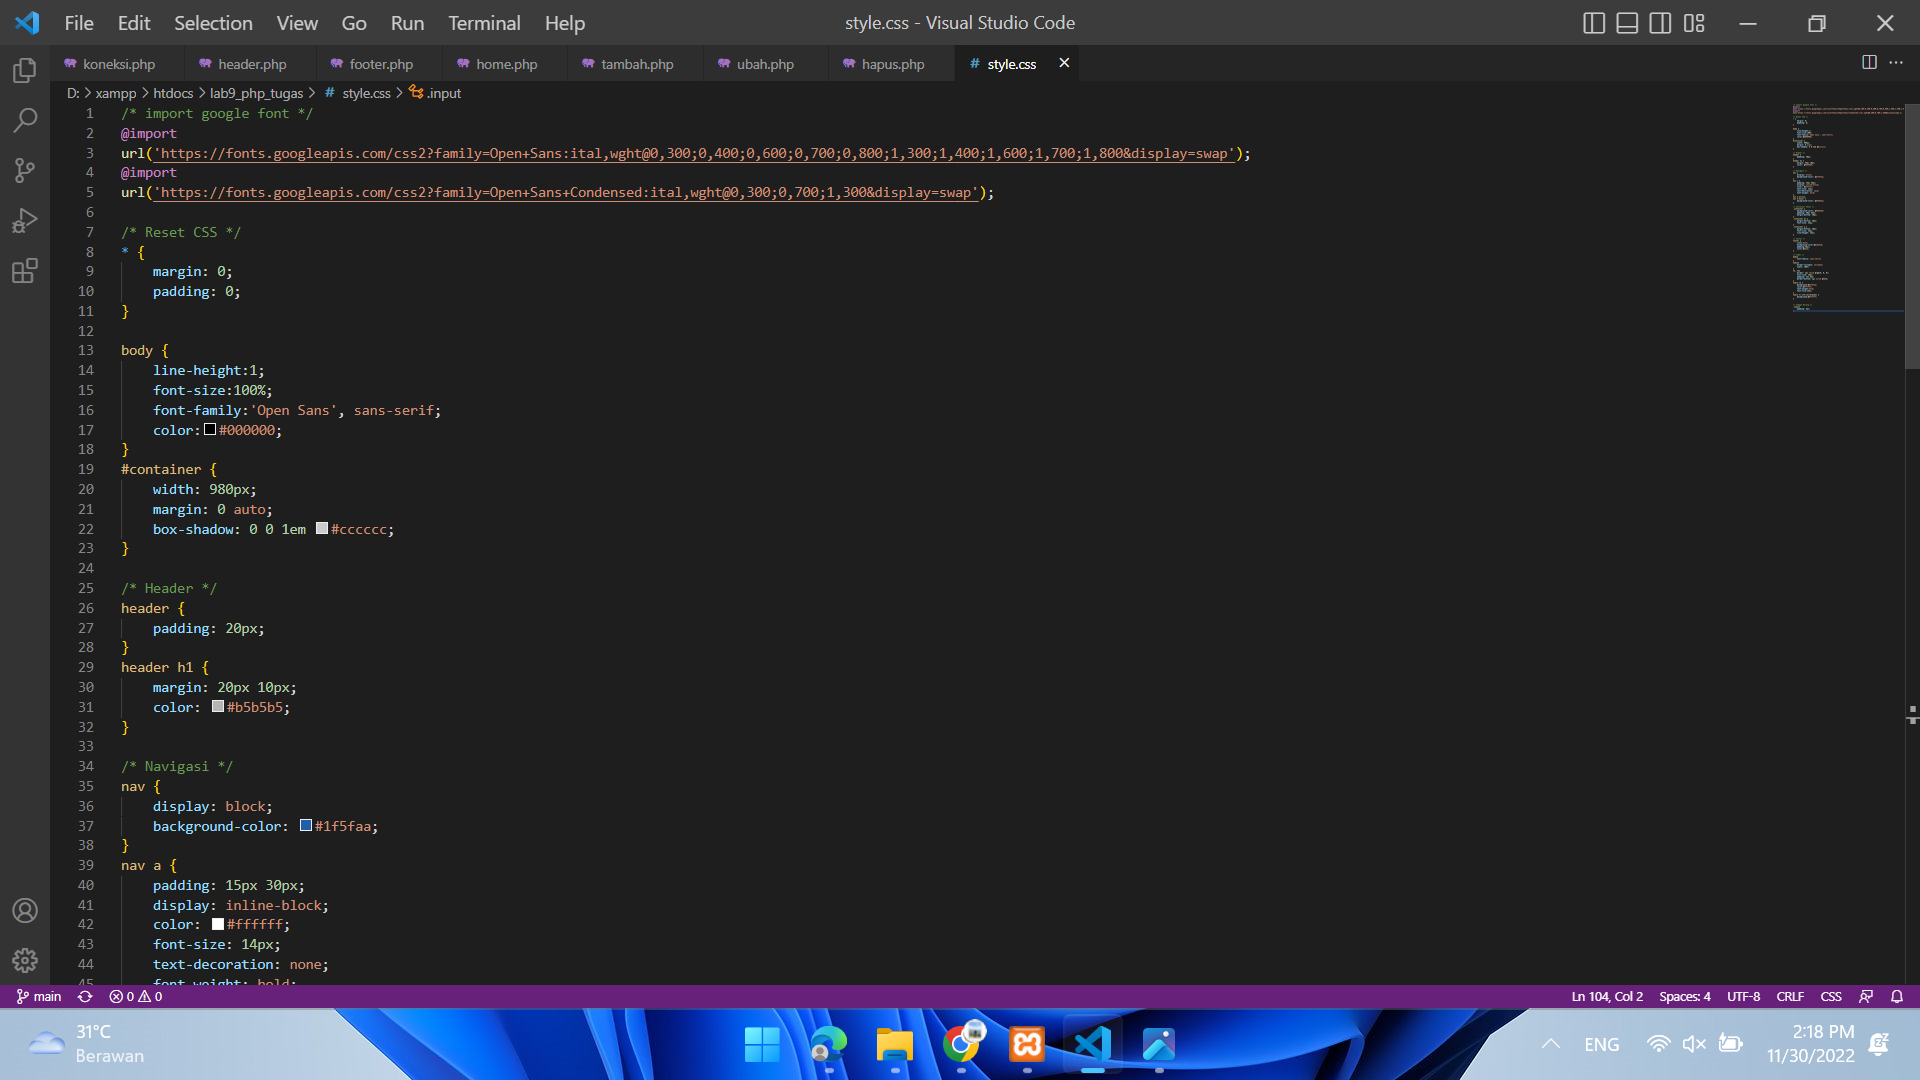 File Edit Selection View Go Run Terminal Help style.css - Visual Studio Code
koneksi.php header.php footer.php home.php tambah.php ubah.php hapus.php # style.css
D: > xampp > htdocs > lab9_php_tugas > # style.css > .input
1 /* import google font */
2 @import
3 url('https://fonts.googleapis.com/css2?family=Open+Sans:ital,wght@0,300;0,400;0,600;0,700;0,800;1,300;1,400;1,600;1,700;1,800&display=swap');
4 @import
5 url('https://fonts.googleapis.com/css2?family=Open+Sans+Condensed:ital,wght@0,300;0,700;1,300&display=swap');
6
7 /* Reset CSS */
8 * {
9 margin: 0;
10 padding: 0;
11 }
12
13 body {
14 line-height:1;
15 font-size:100%;
16 font-family:'Open Sans', sans-serif;
17 color:#000000;
18 }
19 #container {
20 width: 980px;
21 margin: 0 auto;
22 box-shadow: 0 0 1em #cccccc;
23 }
24
25 /* Header */
26 header {
27 padding: 20px;
28 }
29 header h1 {
30 margin: 20px 10px;
31 color: #b5b5b5;
32 }
33
34 /* Navigasi */
35 nav {
36 display: block;
37 background-color: #1f5faa;
38 }
39 nav a {
40 padding: 15px 30px;
41 display: inline-block;
42 color: #ffffff;
43 font-size: 14px;
44 text-decoration: none;
45 font-weight: bold;
main 0 0 Ln 104, Col 2 Spaces: 4 UTF-8 CRLF CSS
31°C
Berawan
ENG
2:18 PM
11/30/2022